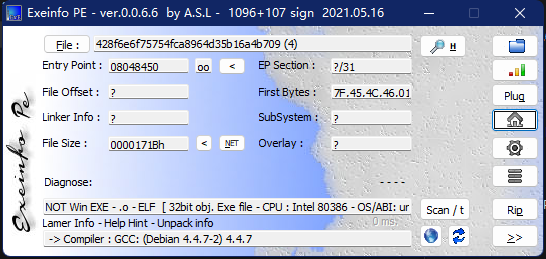 Exeinfo PE - ver.0.0.6.6 by A.S.L - 1096+107 sign 2021.05.16
File : 428f6e6f75754fca8964d35b16a4b709 (4) H
Entry Point : 08048450 oo < EP Section : ?/31
File Offset : ? First Bytes : 7F.45.4C.46.01 Plug
Linker Info : ? SubSystem : ?
File Size : 0000171Bh < NET Overlay : ?
Diagnose: - - - -
NOT Win EXE - .o - ELF [ 32bit obj. Exe file - CPU : Intel 80386 - OS/ABI: ur Scan / t Rip
Lamer Info - Help Hint - Unpack info 0 ms.
-> Compiler : GCC: (Debian 4.4.7-2) 4.4.7 >>
Exeinfo Pe